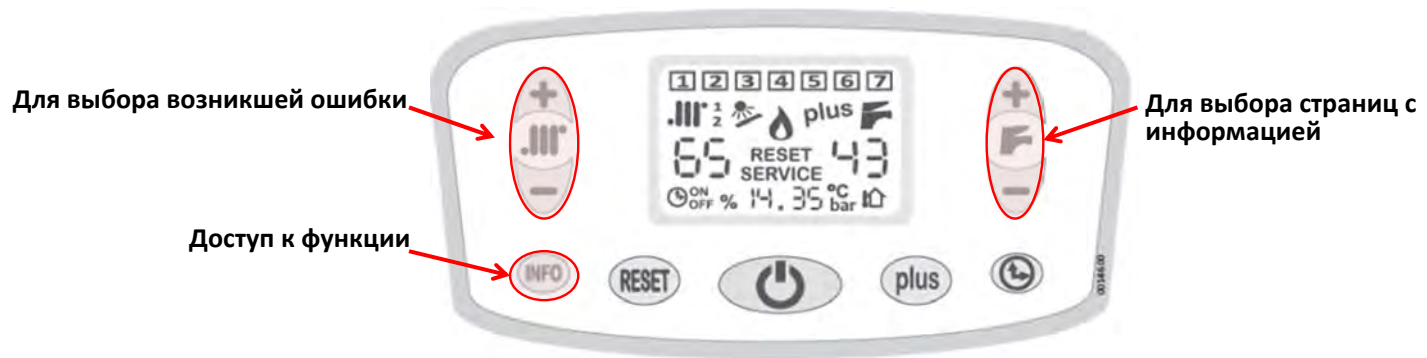 Для выбора возникшей ошибки
Доступ к функции
Для выбора страниц с
информацией
+
-
+
-
1 2 3 4 5 6 7
1
2
plus
65
RESET
SERVICE
43
ON
OFF
%
14.35
°C
bar
INFO
RESET
plus
0014600